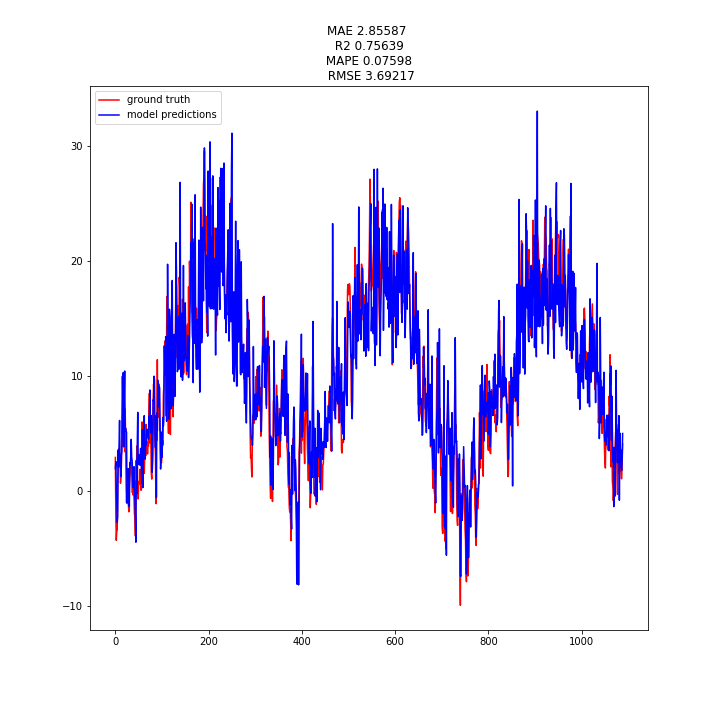 MAE 2.85587
R2 0.75639
MAPE 0.07598
RMSE 3.69217
ground truth
model predictions
30
20
10
0
−10
0 200 400 600 800 1000